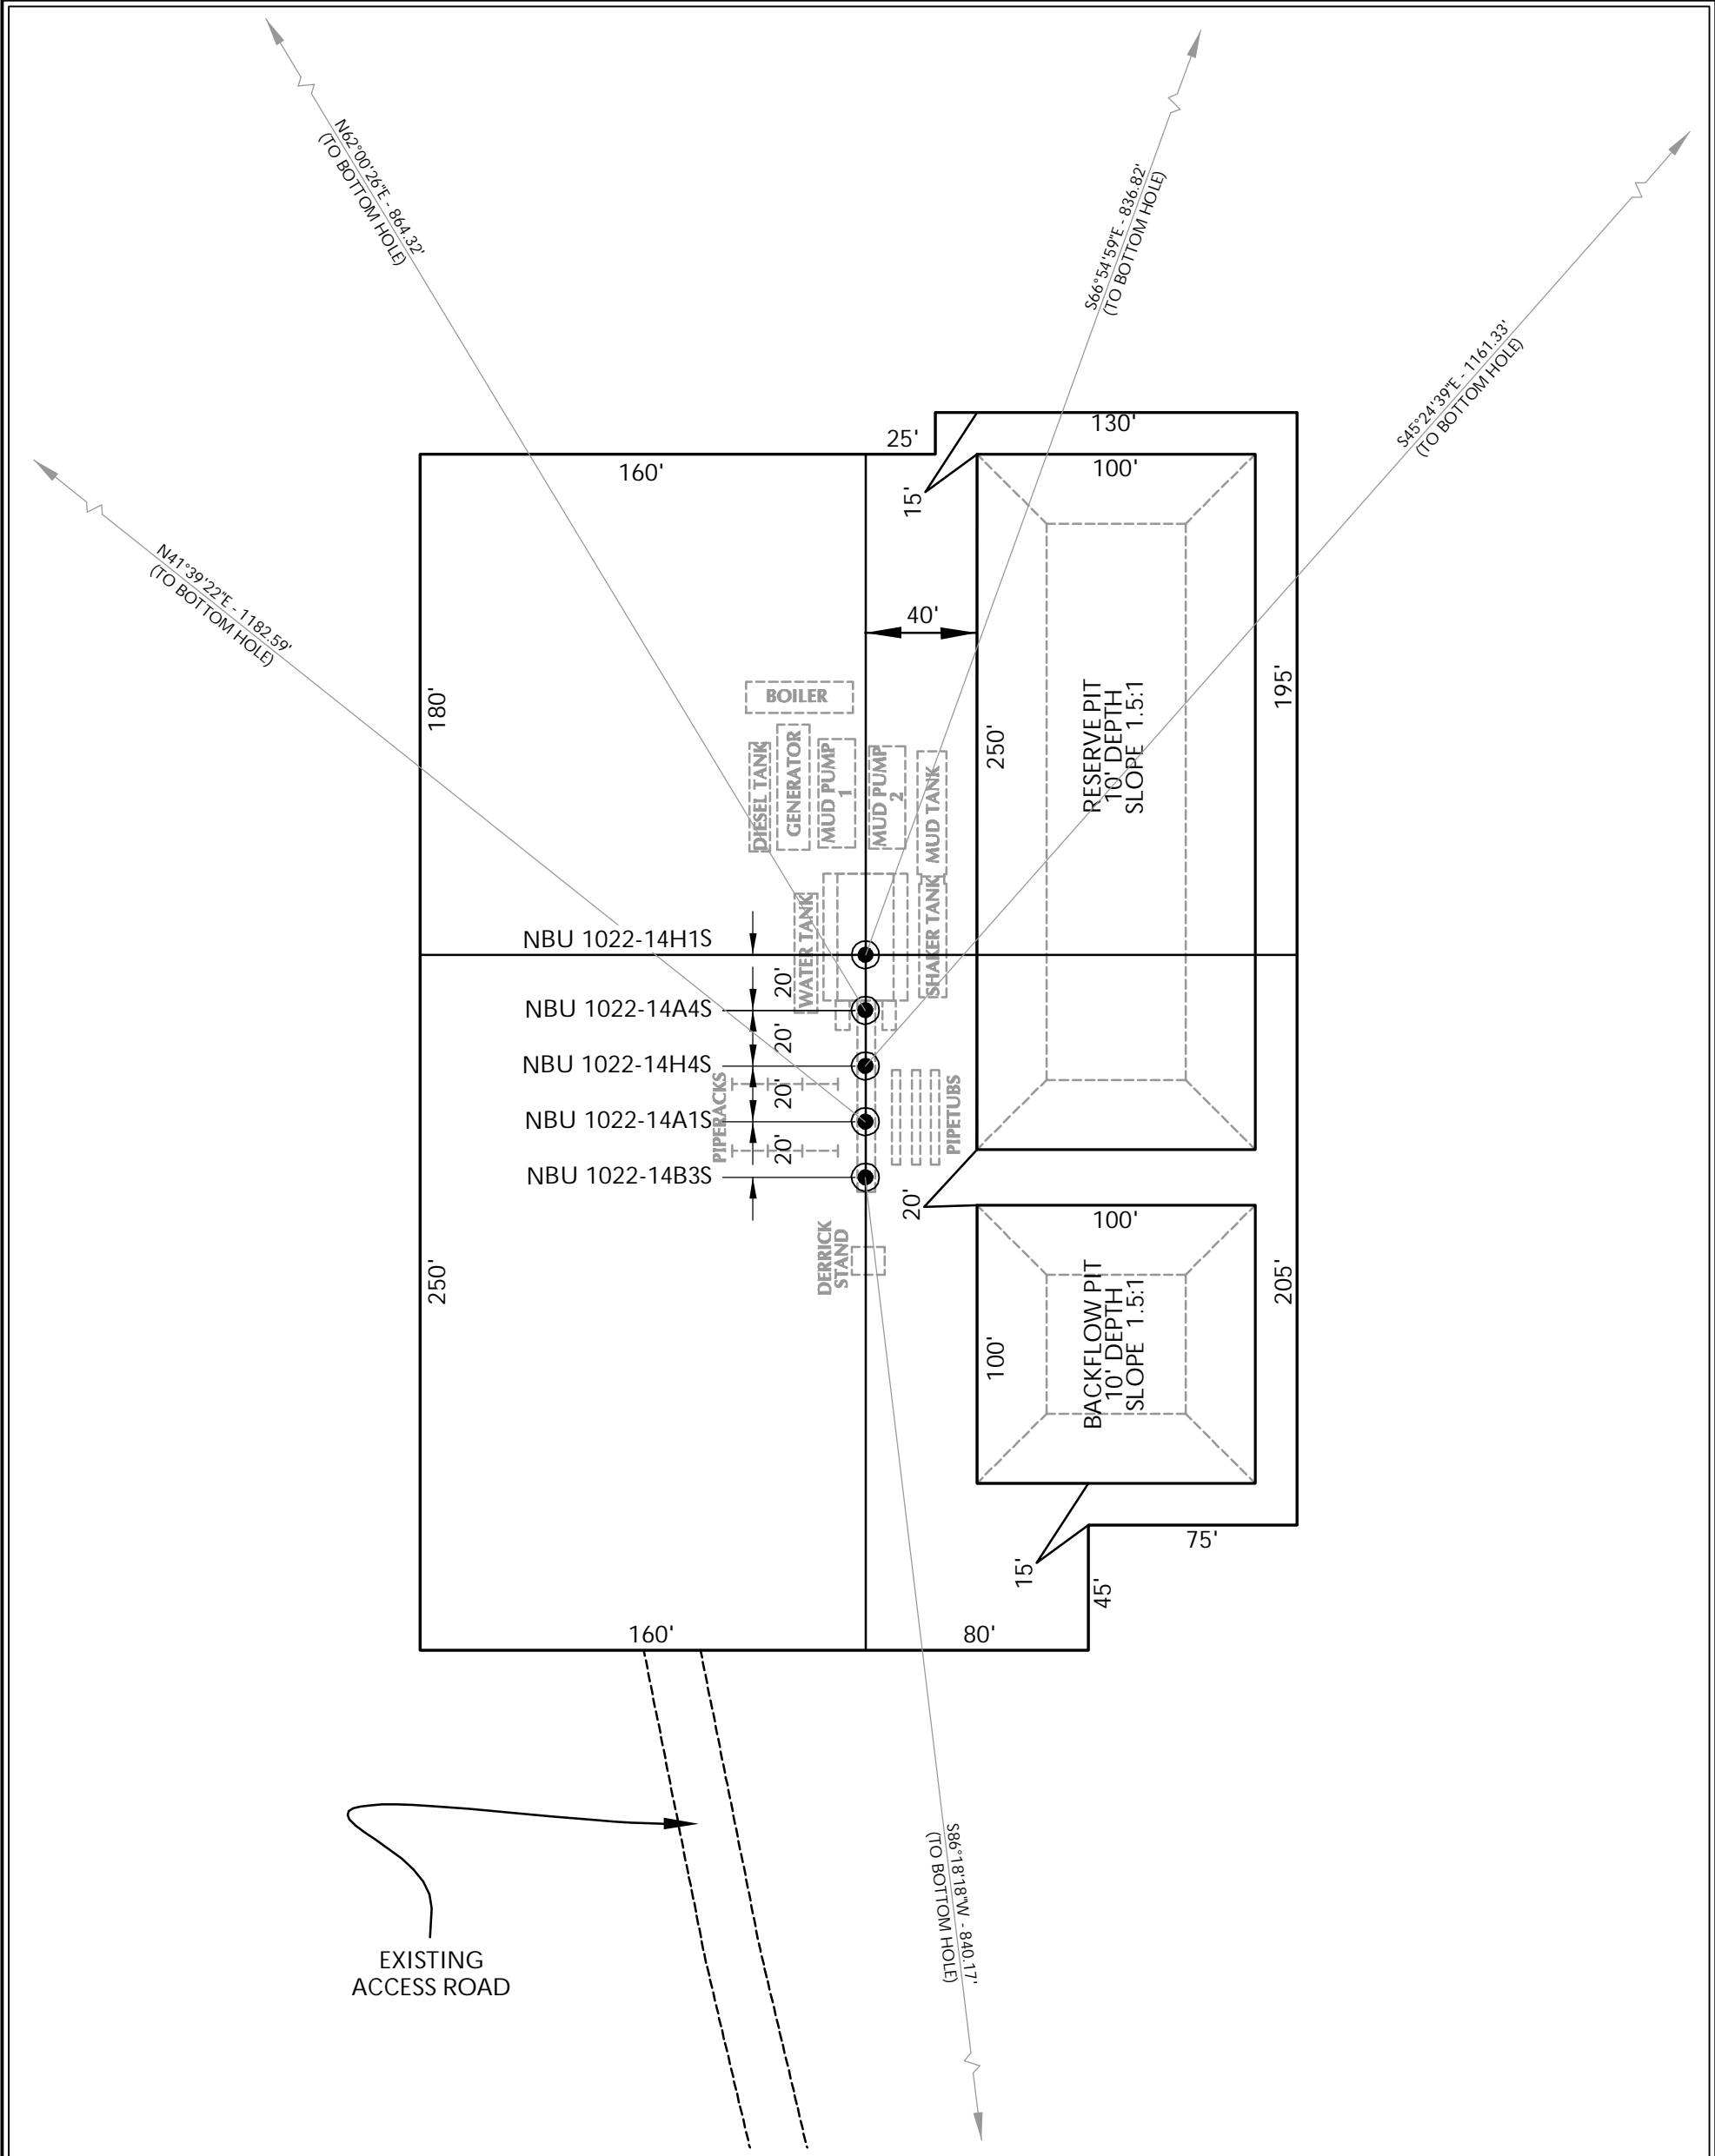 N62°00'26"E - 864.32'
(TO BOTTOM HOLE)
S66°54'59"E - 836.82'
(TO BOTTOM HOLE)
S45°24'39"E - 1161.33'
(TO BOTTOM HOLE)
N41°39'22"E - 1182.59'
(TO BOTTOM HOLE)
25'
130'
160'
100'
15'
40'
180'
BOILER
250'
195'
RESERVE PIT
10' DEPTH
SLOPE 1.5:1
DIESEL TANK
GENERATOR
MUD PUMP
1
MUD PUMP
2
MUD TANK
WATER TANK
SHAKER TANK
NBU 1022-14H1S
20'
NBU 1022-14A4S
20'
NBU 1022-14H4S
20'
PIPERACKS
PIPETUBS
NBU 1022-14A1S
20'
NBU 1022-14B3S
20'
100'
DERRICK
STAND
250'
205'
100'
BACKFLOW PIT
10' DEPTH
SLOPE 1.5:1
75'
15'
45'
160'
80'
S86°18'18"W - 840.17'
(TO BOTTOM HOLE)
EXISTING
ACCESS ROAD